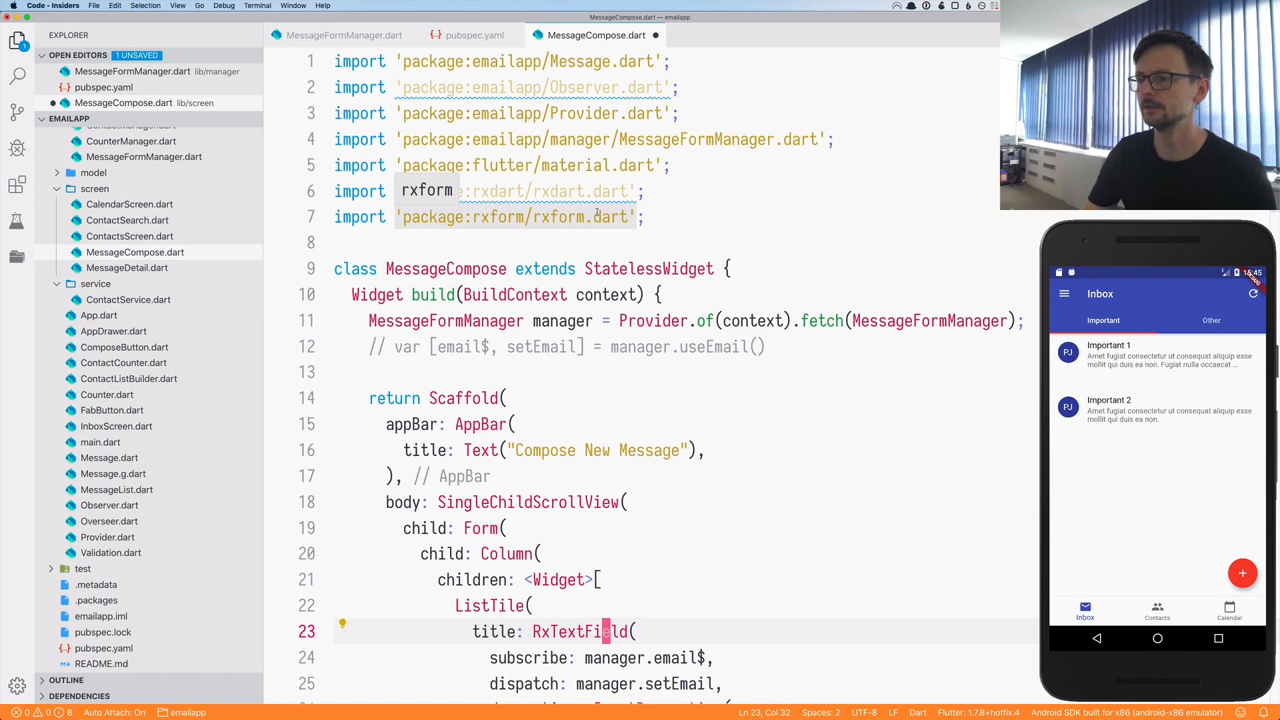 Code - Insiders File Edit Selection View Go Debug Terminal Window Help
MessageCompose.dart — emailapp
EXPLORER
OPEN EDITORS 1 UNSAVED
MessageFormManager.dart lib/manager
pubspec.yaml
MessageCompose.dart lib/screen
EMAILAPP
ContactManager.dart
CounterManager.dart
MessageFormManager.dart
model
screen
CalendarScreen.dart
ContactSearch.dart
ContactsScreen.dart
MessageCompose.dart
MessageDetail.dart
service
ContactService.dart
App.dart
AppDrawer.dart
ComposeButton.dart
ContactCounter.dart
ContactListBuilder.dart
Counter.dart
FabButton.dart
InboxScreen.dart
main.dart
Message.dart
Message.g.dart
MessageList.dart
Observer.dart
Overseer.dart
Provider.dart
Validation.dart
test
.metadata
.packages
emailapp.iml
pubspec.lock
pubspec.yaml
README.md
OUTLINE
DEPENDENCIES
MessageFormManager.dart pubspec.yaml MessageCompose.dart
1 import 'package:emailapp/Message.dart';
2 import 'package:emailapp/Observer.dart';
3 import 'package:emailapp/Provider.dart';
4 import 'package:emailapp/manager/MessageFormManager.dart';
5 import 'package:flutter/material.dart';
6 import rxform e:rxdart/rxdart.dart';
7 import 'package:rxform/rxform.dart';
8
9 class MessageCompose extends StatelessWidget {
10 Widget build(BuildContext context) {
11 MessageFormManager manager = Provider.of(context).fetch(MessageFormManager);
12 // var [email$, setEmail] = manager.useEmail()
13
14 return Scaffold(
15 appBar: AppBar(
16 title: Text("Compose New Message"),
17 ), // AppBar
18 body: SingleChildScrollView(
19 child: Form(
20 child: Column(
21 children: <Widget>[
22 ListTile(
23 title: RxTextField(
24 subscribe: manager.email$,
25 dispatch: manager.setEmail,
15:45
Inbox
Important Other
PJ Important 1
Amet fugiat consectetur ut consequat aliquip esse
mollit qui duis ea non. Fugiat nulla occaecat ...
PJ Important 2
Amet fugiat consectetur ut consequat aliquip esse
mollit qui duis ea non.
Inbox Contacts Calendar
0 0 8 Auto Attach: On emailapp Ln 23, Col 32 Spaces: 2 UTF-8 LF Dart Flutter: 1.7.8+hotfix.4 Android SDK built for x86 (android-x86 emulator)